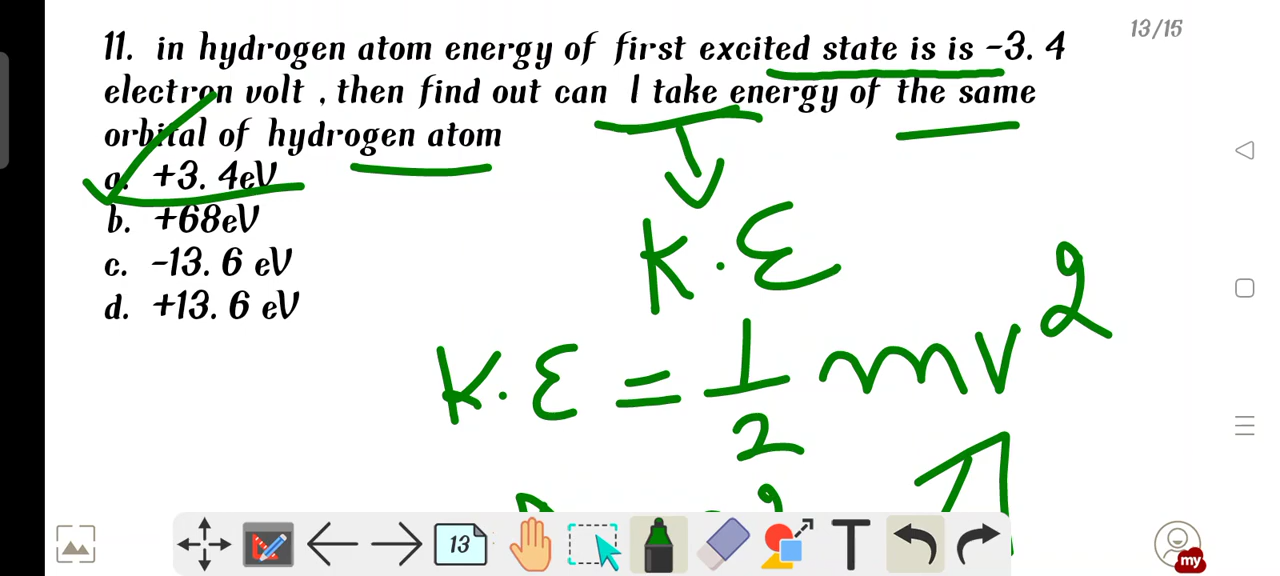 13/15
11. in hydrogen atom energy of first excited state is is -3. 4
electron volt , then find out can I take energy of the same
orbital of hydrogen atom
a. +3. 4eV
b. +68eV
c. -13. 6 eV
d. +13. 6 eV
K.E
K.E = 1/2 mv²
13
T
my